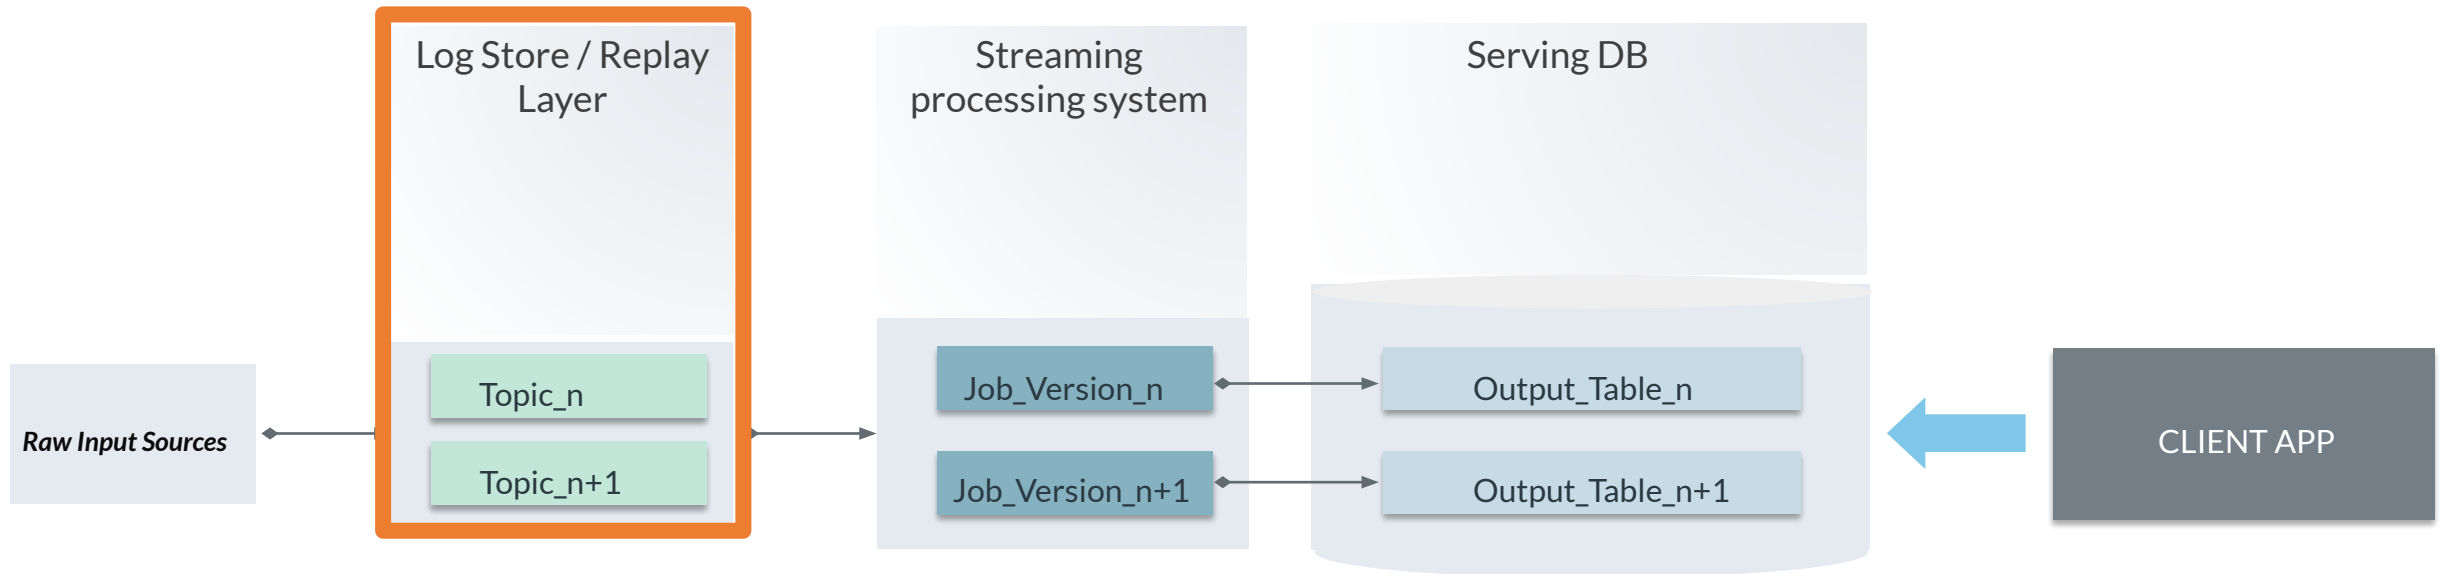 Log Store / Replay
Layer
Streaming
processing system
Serving DB
Raw Input Sources
Topic_n
Topic_n+1
Job_Version_n
Job_Version_n+1
Output_Table_n
Output_Table_n+1
CLIENT APP